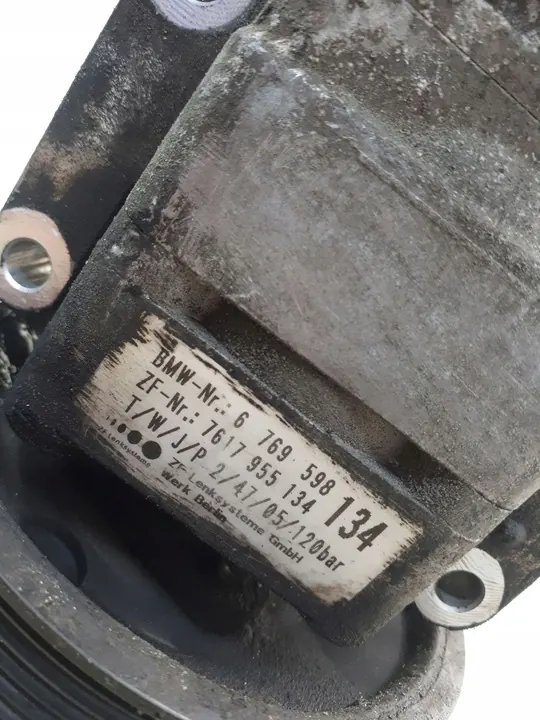 BMW-Nr.: 6 769 598
ZF-Nr.: 7617 955 134 134
T/W/J/P 2/47/05/120bar
ZF Lenksysteme GmbH
Werk Berlin
ZF Lenksysteme